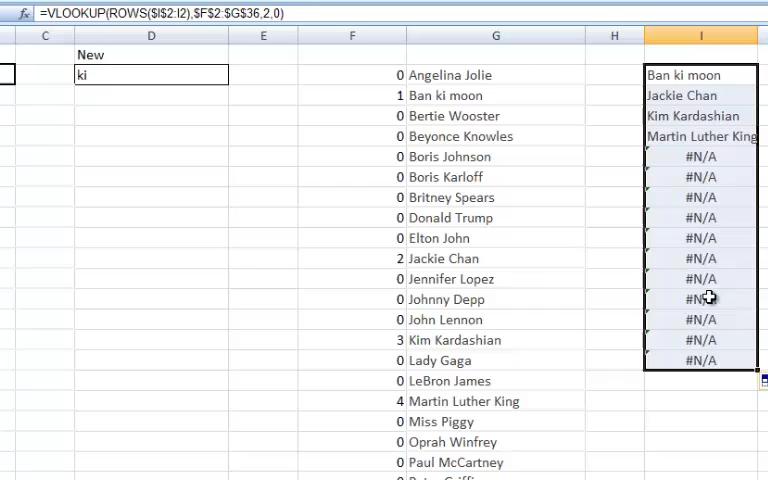 fx =VLOOKUP(ROWS($I$2:I2),$F$2:$G$36,2,0)
C D E F G H I
New
ki 0 Angelina Jolie Ban ki moon
1 Ban ki moon Jackie Chan
0 Bertie Wooster Kim Kardashian
0 Beyonce Knowles Martin Luther King
0 Boris Johnson #N/A
0 Boris Karloff #N/A
0 Britney Spears #N/A
0 Donald Trump #N/A
0 Elton John #N/A
2 Jackie Chan #N/A
0 Jennifer Lopez #N/A
0 Johnny Depp #N/A
0 John Lennon #N/A
3 Kim Kardashian #N/A
0 Lady Gaga #N/A
0 LeBron James
4 Martin Luther King
0 Miss Piggy
0 Oprah Winfrey
0 Paul McCartney